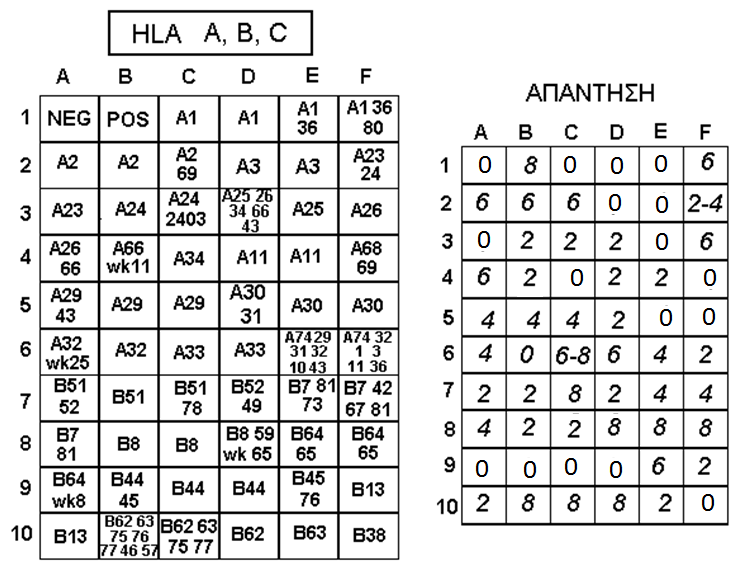 HLA A, B, C
A B C D E F
1 NEG POS A1 A1 A1 36 A1 36 80
2 A2 A2 A2 69 A3 A3 A23 24
3 A23 A24 A24 2403 A25 26 34 66 43 A25 A26
4 A26 66 A66 wk11 A34 A11 A11 A68 69
5 A29 43 A29 A29 A30 31 A30 A30
6 A32 wk25 A32 A33 A33 A74 29 31 32 10 43 A74 32 1 3 11 36
7 B51 52 B51 B51 78 B52 49 B7 81 73 B7 42 67 81
8 B7 81 B8 B8 B8 59 wk 65 B64 65 B64 65
9 B64 wk8 B44 45 B44 B44 B45 76 B13
10 B13 B62 63 75 76 77 46 57 B62 63 75 77 B62 B63 B38
ΑΠΑΝΤΗΣΗ
A B C D E F
1 0 8 0 0 0 6
2 6 6 6 0 0 2-4
3 0 2 2 2 0 6
4 6 2 0 2 2 0
5 4 4 4 2 0 0
6 4 0 6-8 6 4 2
7 2 2 8 2 4 4
8 4 2 2 8 8 8
9 0 0 0 0 6 2
10 2 8 8 8 2 0